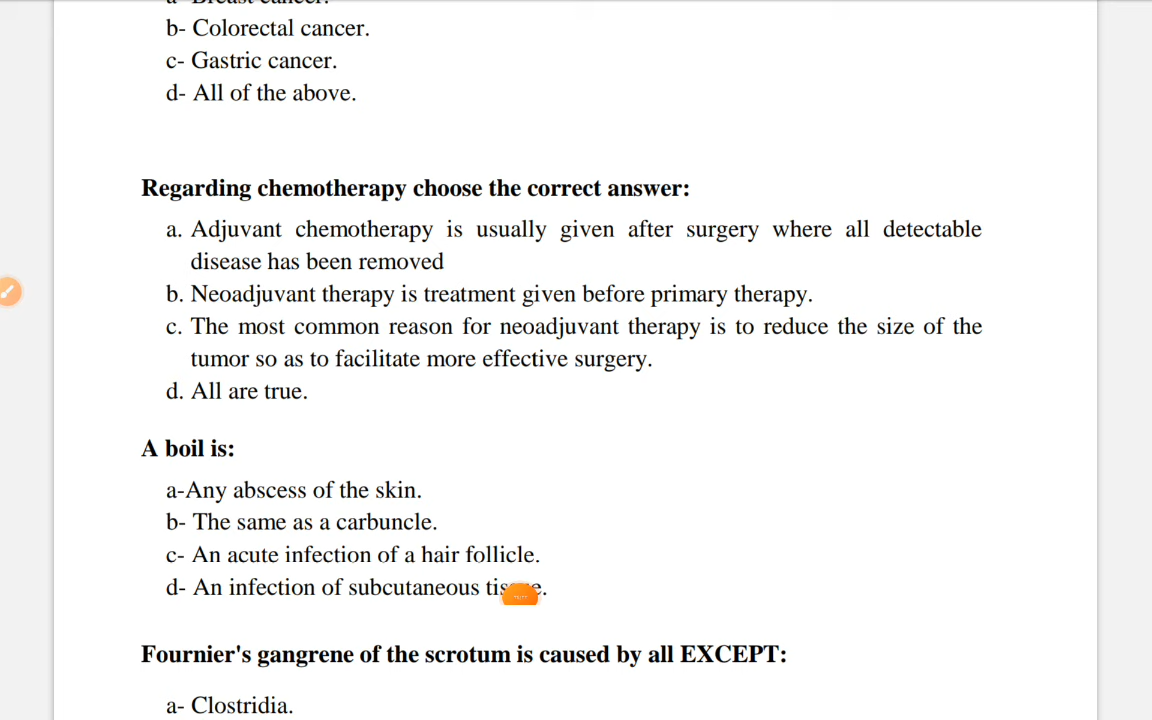 b- Colorectal cancer.
c- Gastric cancer.
d- All of the above.
Regarding chemotherapy choose the correct answer:
a. Adjuvant chemotherapy is usually given after surgery where all detectable
disease has been removed
b. Neoadjuvant therapy is treatment given before primary therapy.
c. The most common reason for neoadjuvant therapy is to reduce the size of the
tumor so as to facilitate more effective surgery.
d. All are true.
A boil is:
a-Any abscess of the skin.
b- The same as a carbuncle.
c- An acute infection of a hair follicle.
d- An infection of subcutaneous
Fournier's gangrene of the scrotum is caused by all EXCEPT:
a- Clostridia.